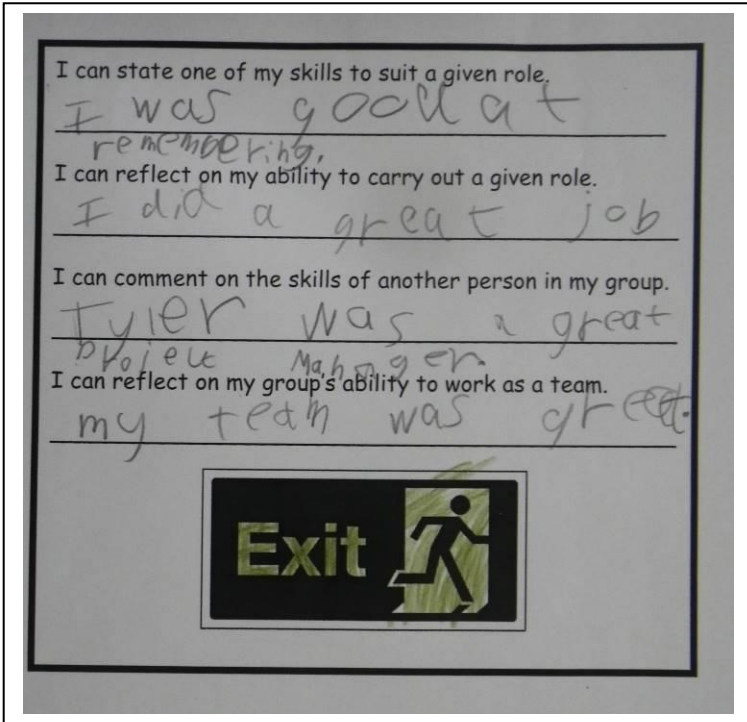 I can state one of my skills to suit a given role.
I was good at
remembering.
I can reflect on my ability to carry out a given role.
I did a great job
I can comment on the skills of another person in my group.
Tyler was a great
project Manager.
I can reflect on my group's ability to work as a team.
my team was great.
Exit